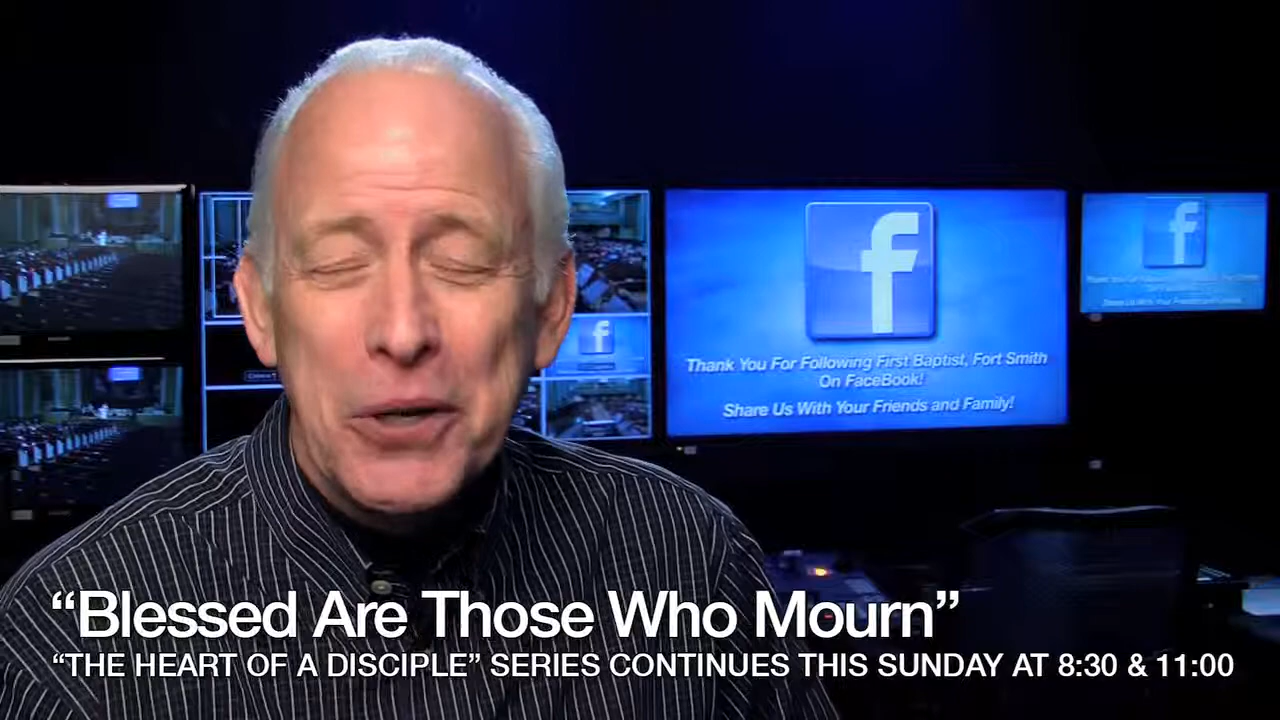 f
Thank You For Following First Baptist, Fort Smith
On FaceBook!
Share Us With Your Friends and Family!
f
f
“Blessed Are Those Who Mourn”
“THE HEART OF A DISCIPLE” SERIES CONTINUES THIS SUNDAY AT 8:30 & 11:00